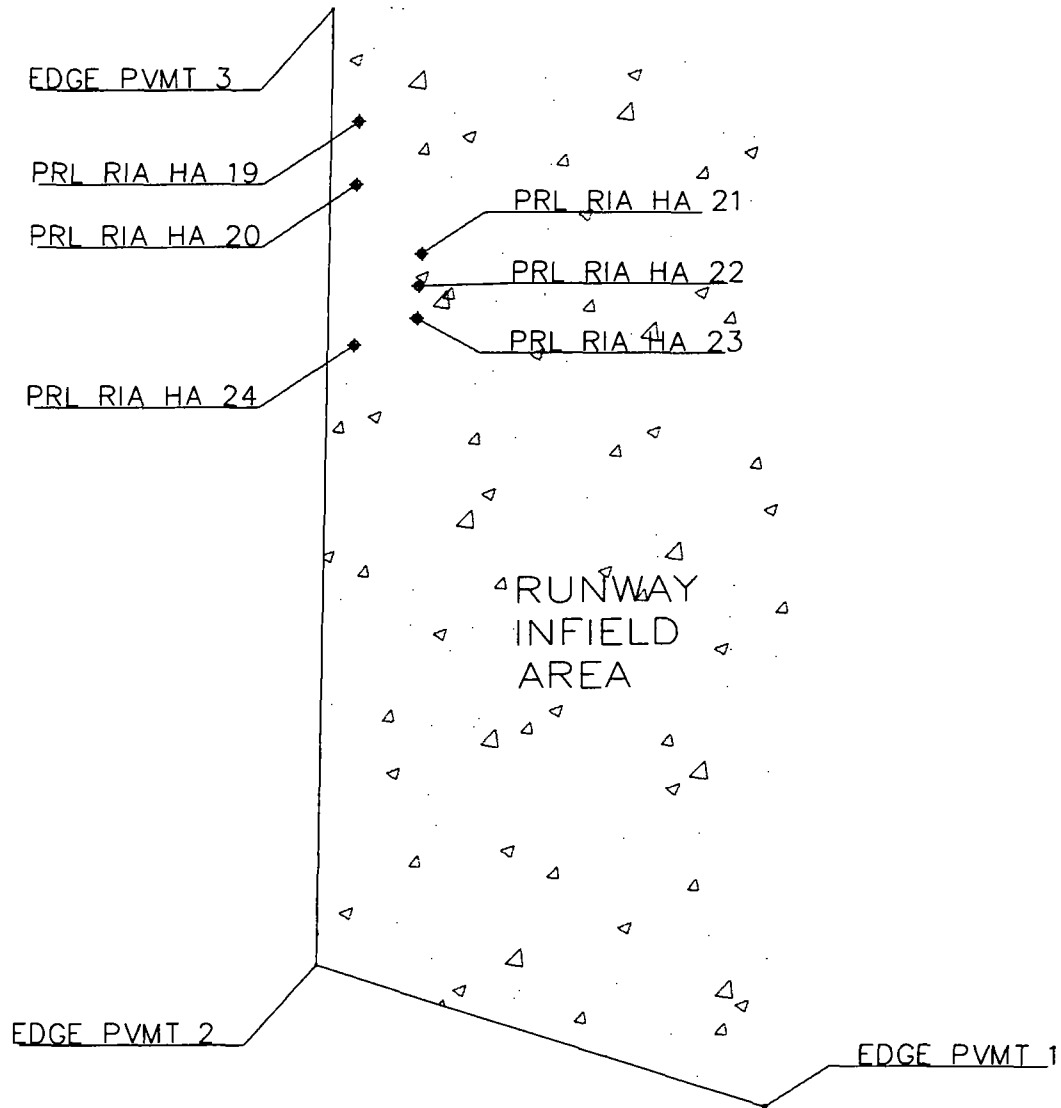 EDGE PVMT 3
PRL RIA HA 19
PRL RIA HA 20
PRL RIA HA 21
PRL RIA HA 22
PRL RIA HA 23
PRL RIA HA 24
RUNWAY
INFIELD
AREA
EDGE PVMT 2
EDGE PVMT 1